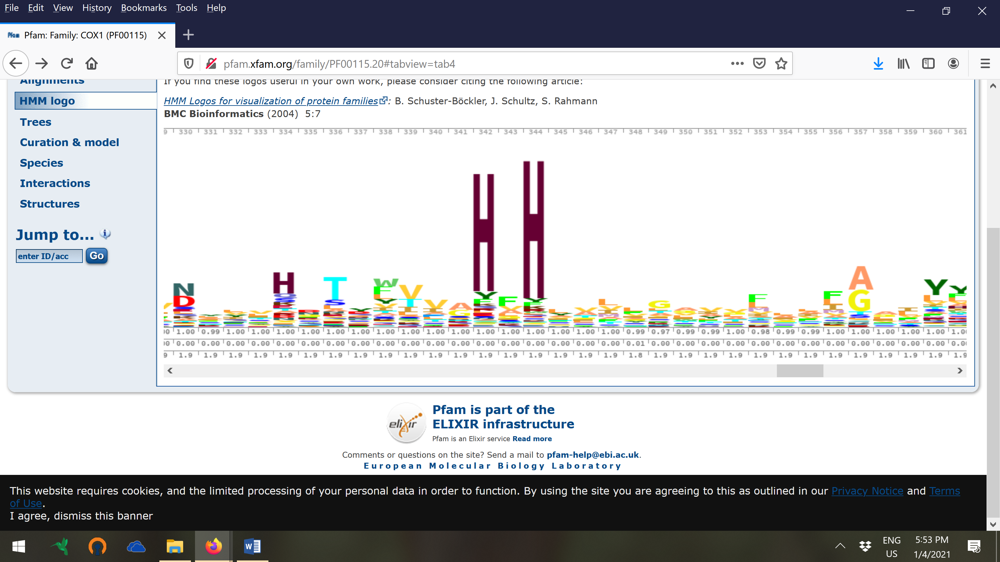 File Edit View History Bookmarks Tools Help
Pfam Pfam: Family: COX1 (PF00115)
pfam.xfam.org/family/PF00115.20#tabview=tab4
Alignments
If you find these logos useful in your own work, please consider citing the following article:
HMM logo
HMM Logos for visualization of protein families: B. Schuster-Böckler, J. Schultz, S. Rahmann
BMC Bioinformatics (2004) 5:7
Trees
Curation & model
Species
Interactions
Structures
Jump to...
enter ID/acc Go
9 330 331 332 333 334 335 336 337 338 339 340 341 342 343 344 345 346 347 348 349 350 351 352 353 354 355 356 357 358 359 360 361
H H
N D H T W F V V A Y F Y L G F F A G Y Y
1.00 0.99 1.00 1.00 1.00 1.00 1.00 1.00 1.00 1.00 1.00 1.00 1.00 1.00 1.00 1.00 1.00 1.00 0.99 0.97 0.99 0.99 1.00 0.98 0.99 0.99 1.00 1.00 1.00 1.00 1.00
0.00 0.00 0.00 0.00 0.00 0.00 0.00 0.00 0.00 0.00 0.00 0.00 0.00 0.00 0.00 0.00 0.00 0.00 0.01 0.00 0.00 0.00 0.00 0.00 0.00 0.00 0.00 0.00 0.00 0.00 0.00
9 1.9 1.9 1.9 1.9 1.9 1.9 1.9 1.9 1.9 1.9 1.9 1.9 1.9 1.9 1.9 1.9 1.9 1.9 1.8 1.9 1.9 1.9 1.9 1.9 1.9 1.9 1.9 1.9 1.9 1.9 1.9 1.9
elixir
Pfam is part of the
ELIXIR infrastructure
Pfam is an Elixir service Read more
Comments or questions on the site? Send a mail to pfam-help@ebi.ac.uk.
European Molecular Biology Laboratory
This website requires cookies, and the limited processing of your personal data in order to function. By using the site you are agreeing to this as outlined in our Privacy Notice and Terms
of Use.
I agree, dismiss this banner
W
ENG
US
5:53 PM
1/4/2021